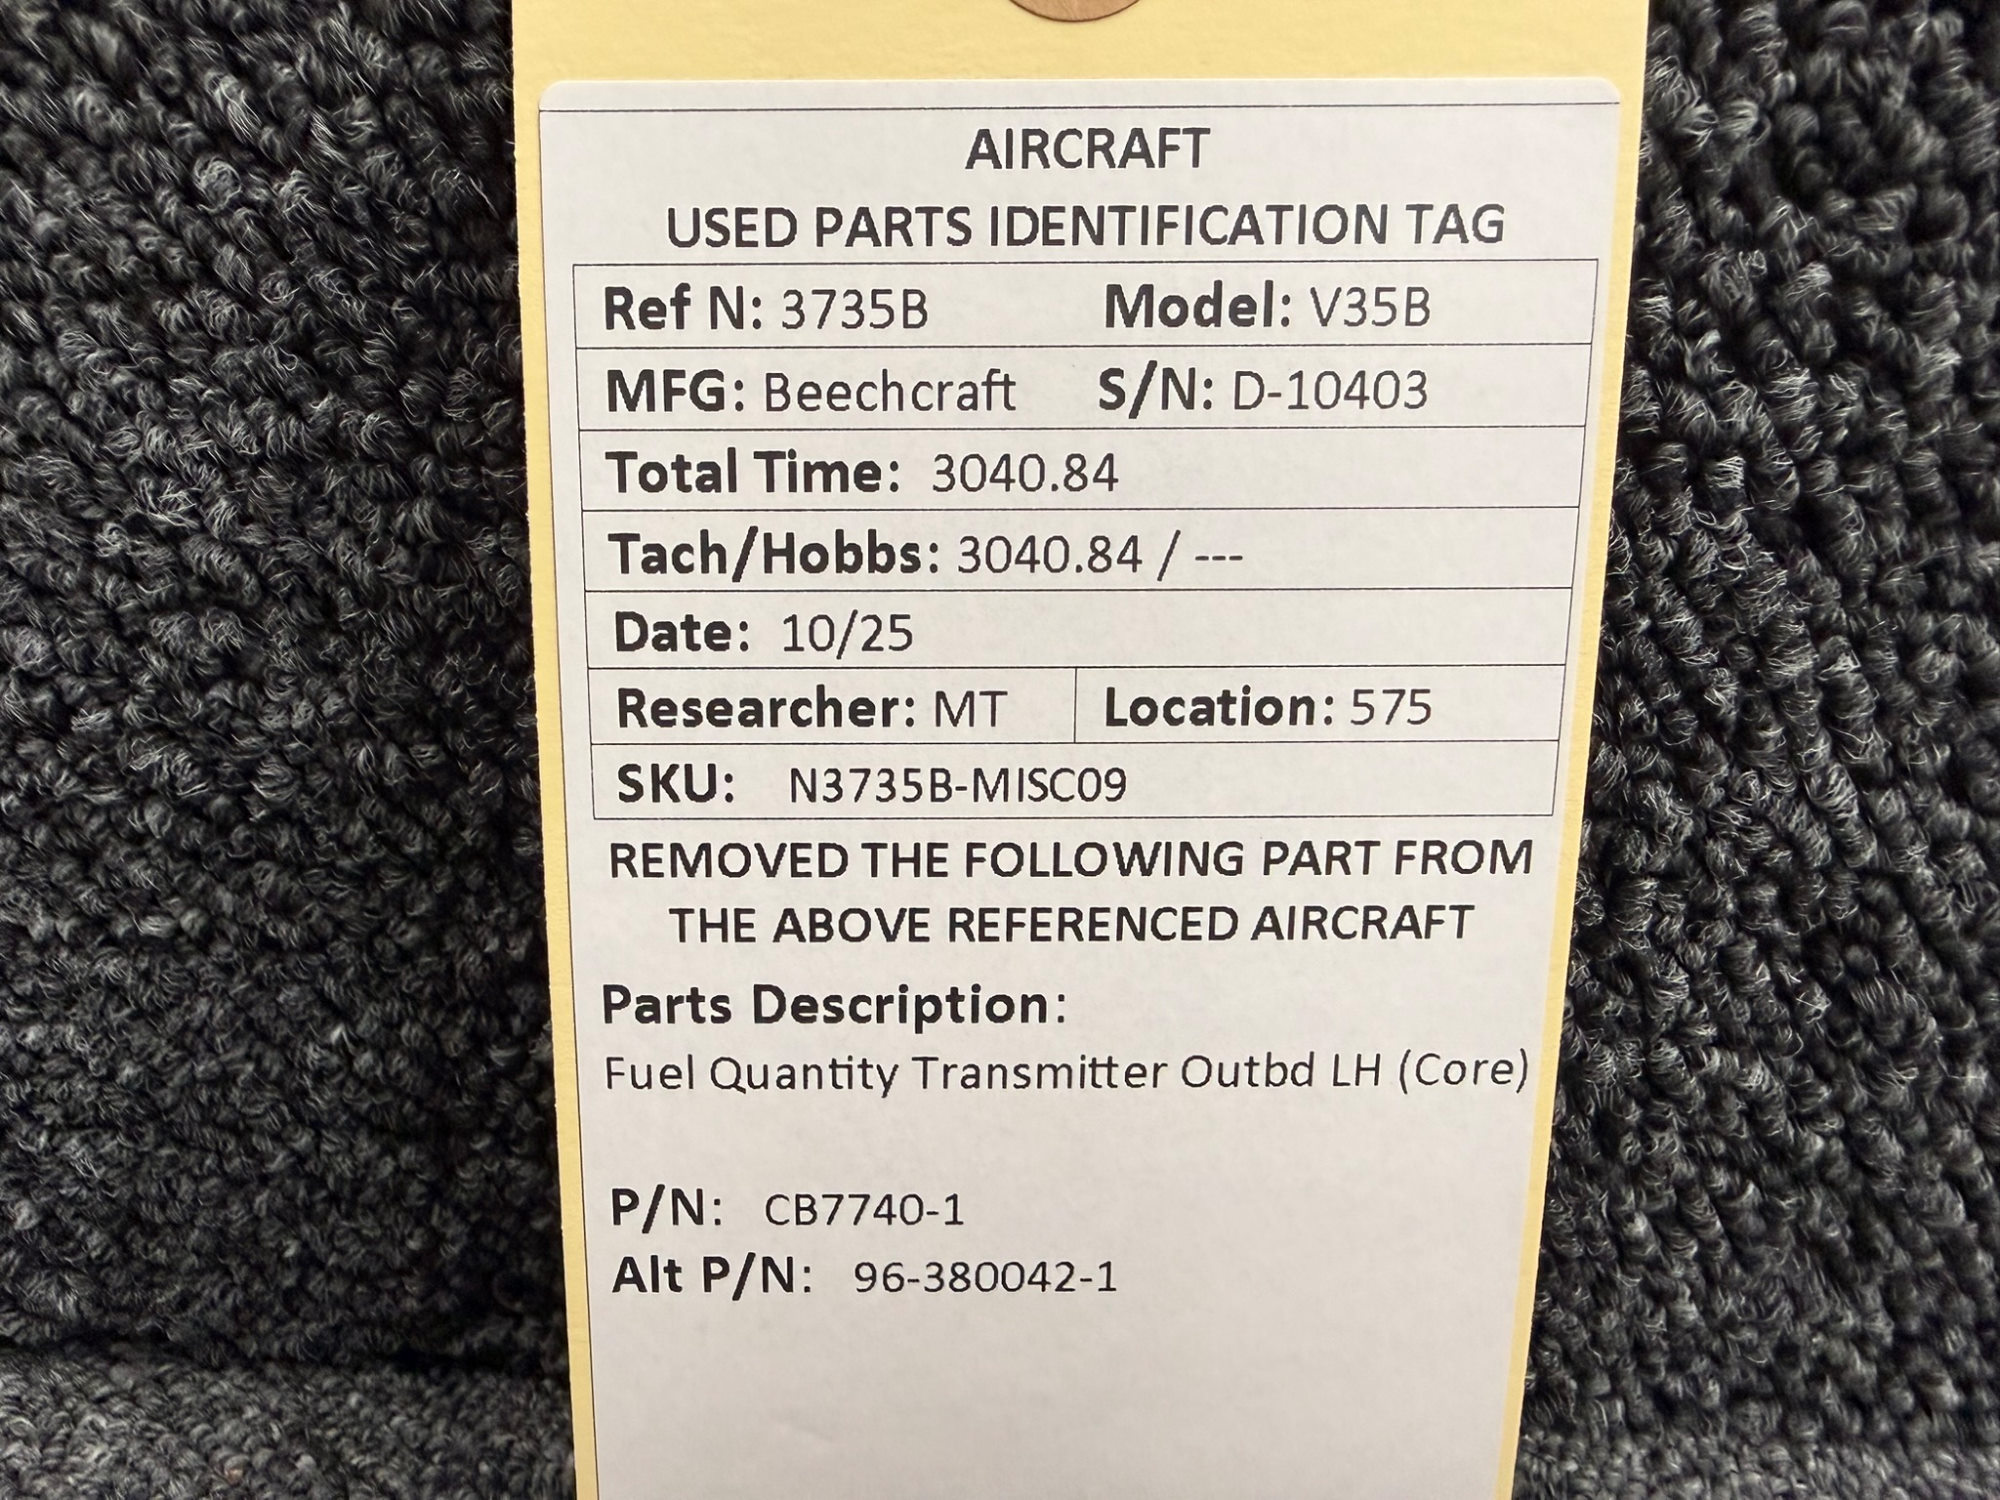 AIRCRAFT
USED PARTS IDENTIFICATION TAG
Ref N: 3735B Model: V35B
MFG: Beechcraft S/N: D-10403
Total Time: 3040.84
Tach/Hobbs: 3040.84 / ---
Date: 10/25
Researcher: MT Location: 575
SKU: N3735B-MISC09
REMOVED THE FOLLOWING PART FROM
THE ABOVE REFERENCED AIRCRAFT
Parts Description:
Fuel Quantity Transmitter Outbd LH (Core)
P/N: CB7740-1
Alt P/N: 96-380042-1